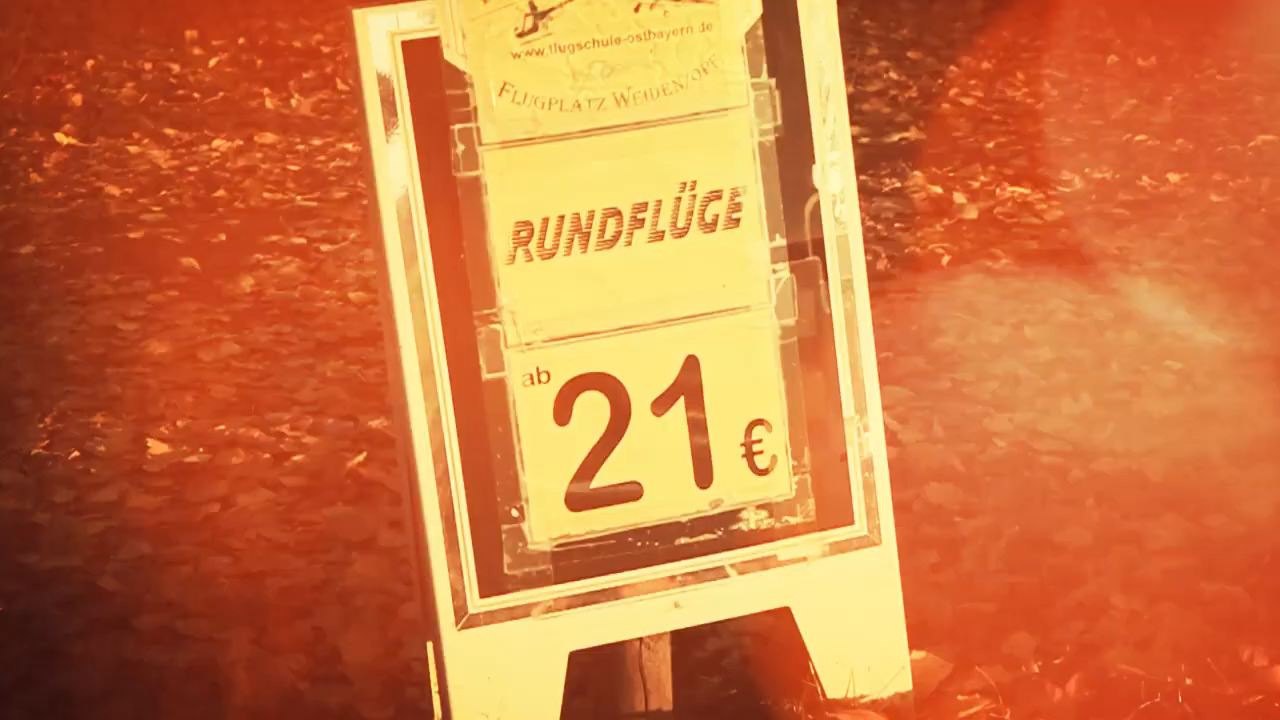 www.flugschule-ostbayern.de
FLUGPLATZ WEIDEN/OPF
RUNDFLÜGE
ab
21 €